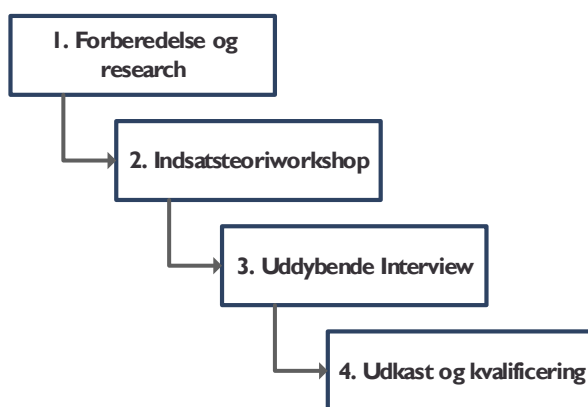 1. Forberedelse og
research
2. Indsatsteoriworkshop
3. Uddybende Interview
4. Udkast og kvalificering